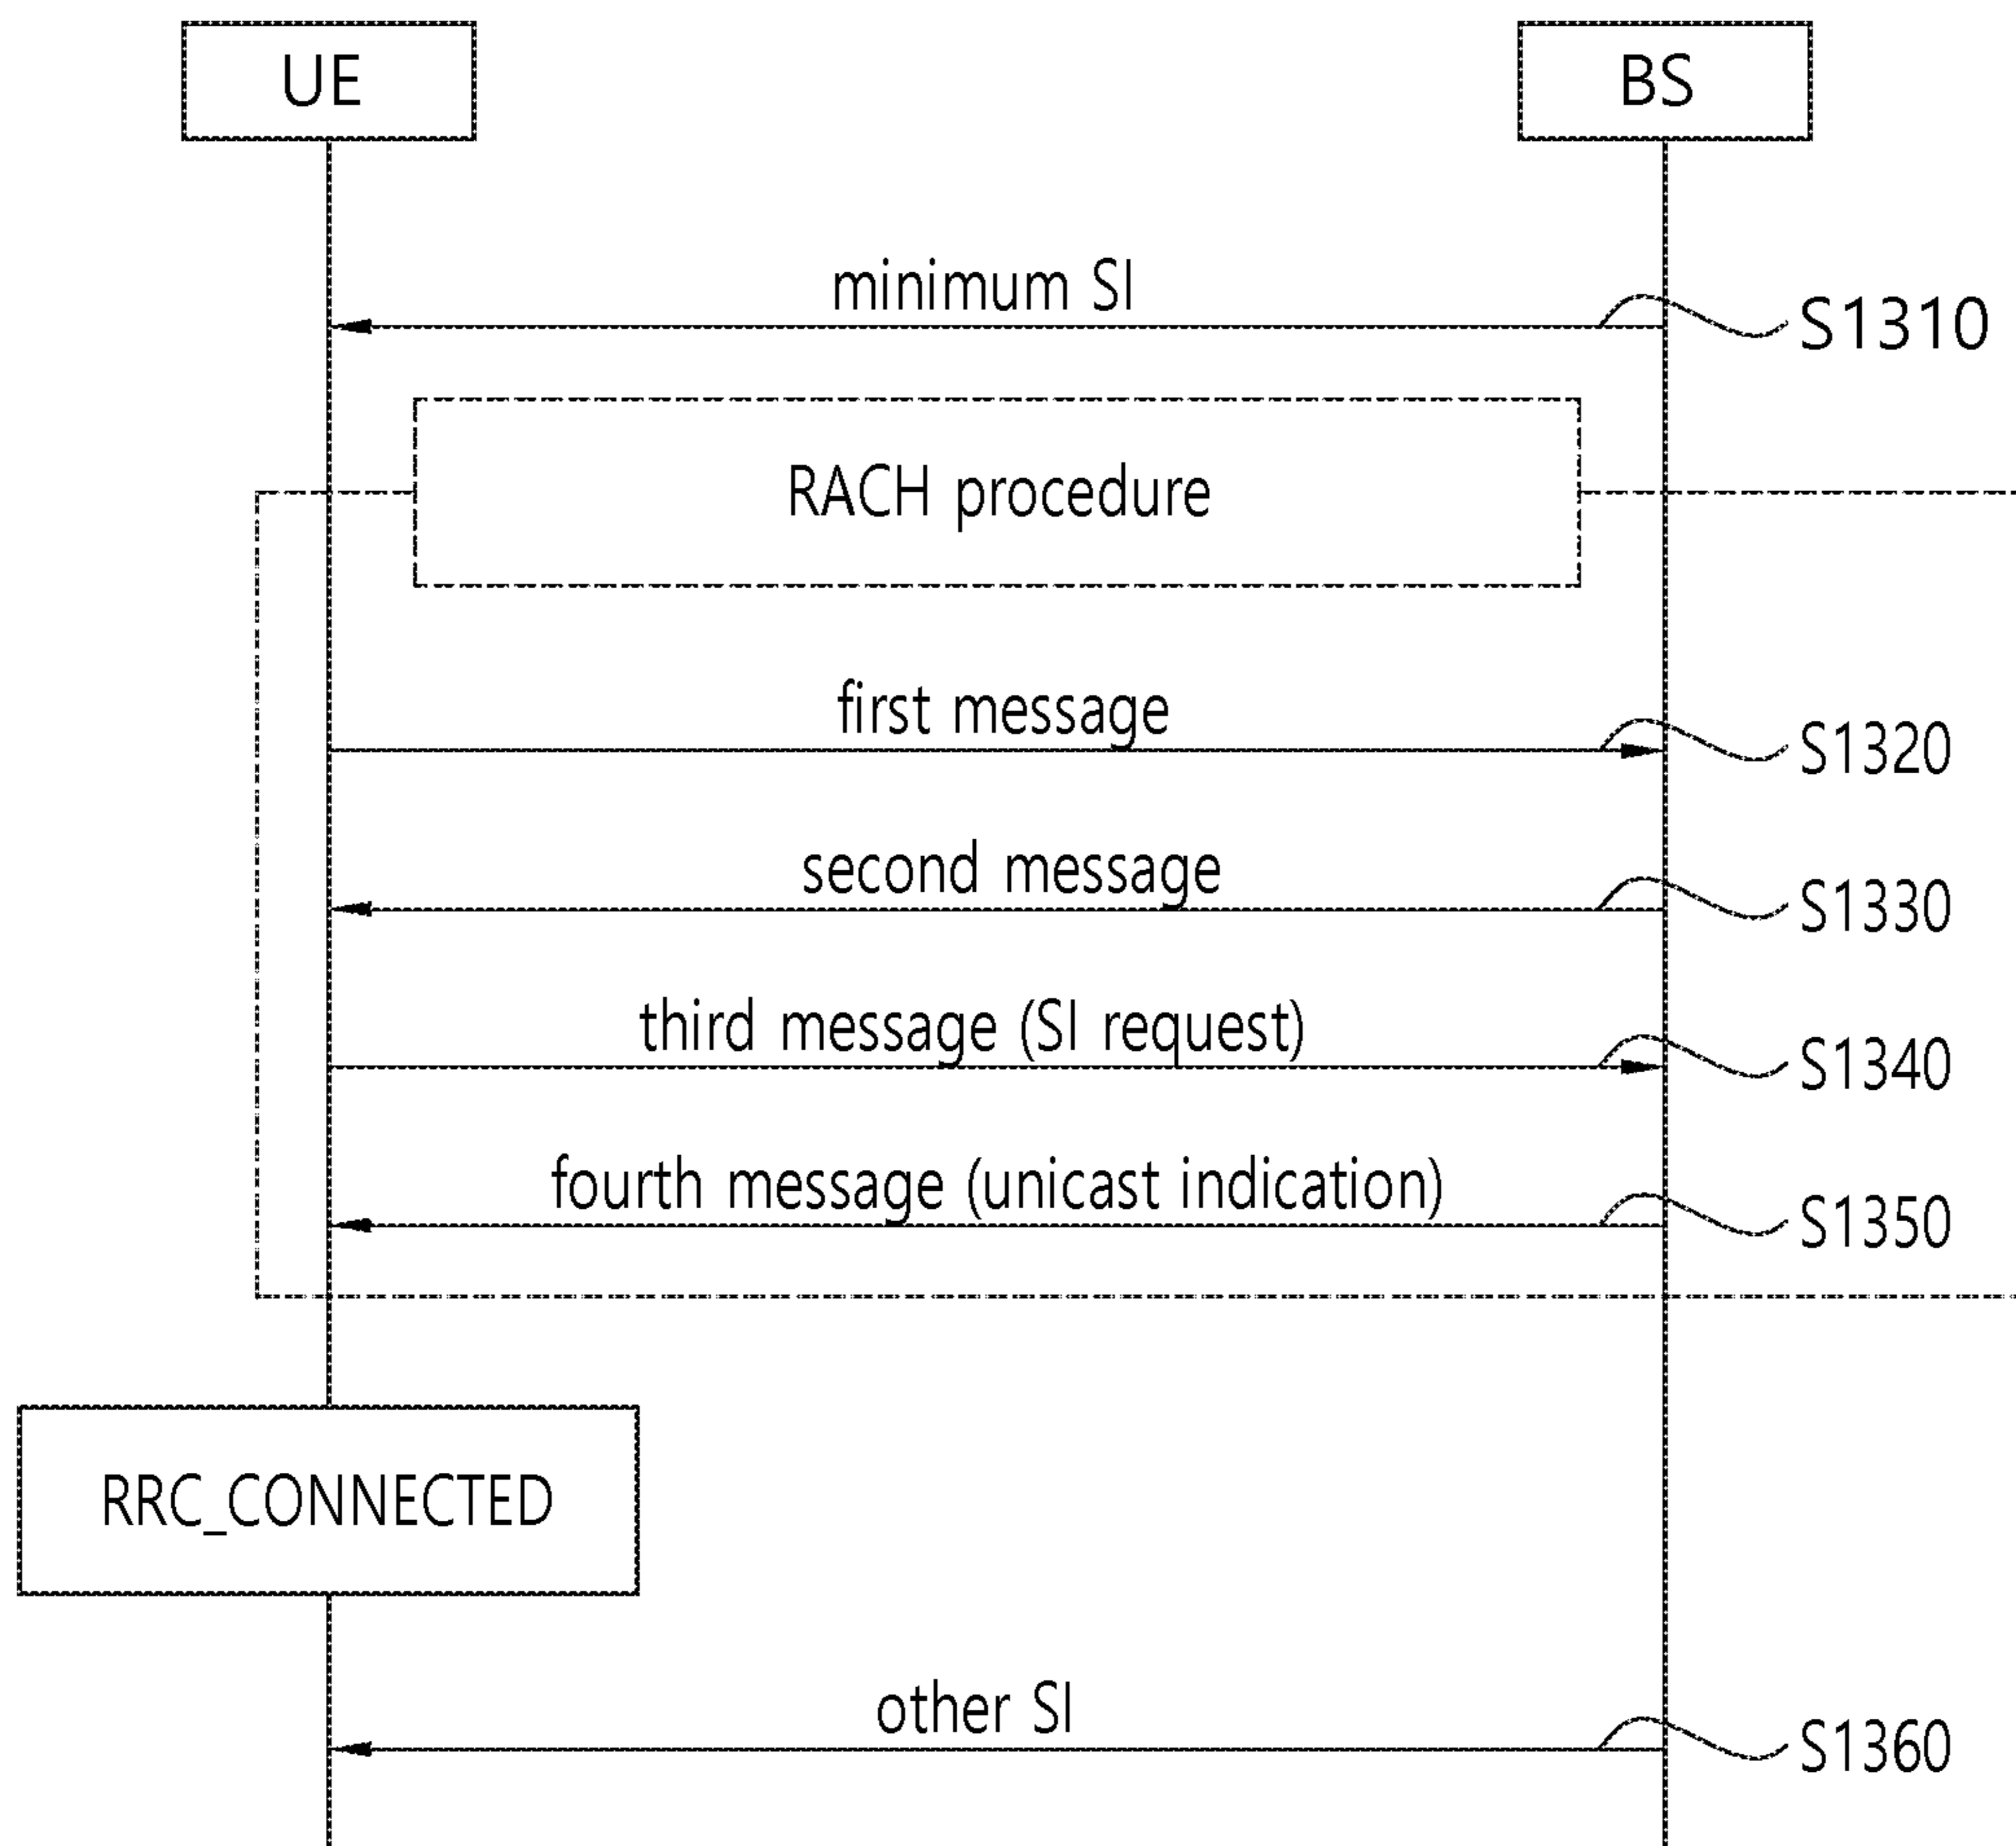 UE
BS
minimum SI
S1310
RACH procedure
first message
S1320
second message
S1330
third message (SI request)
S1340
fourth message (unicast indication)
S1350
RRC_CONNECTED
other SI
S1360